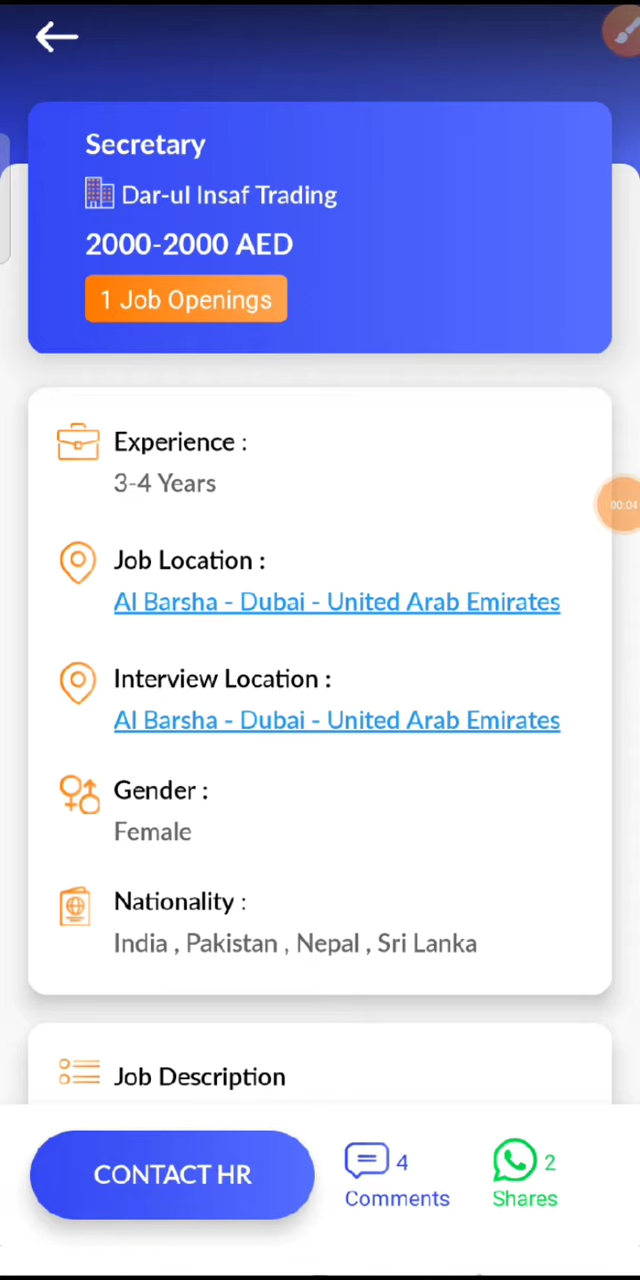 Secretary
Dar-ul Insaf Trading
2000-2000 AED
1 Job Openings
Experience :
3-4 Years
00:04
Job Location :
Al Barsha - Dubai - United Arab Emirates
Interview Location :
Al Barsha - Dubai - United Arab Emirates
Gender :
Female
Nationality :
India , Pakistan , Nepal , Sri Lanka
Job Description
CONTACT HR
4
Comments
2
Shares